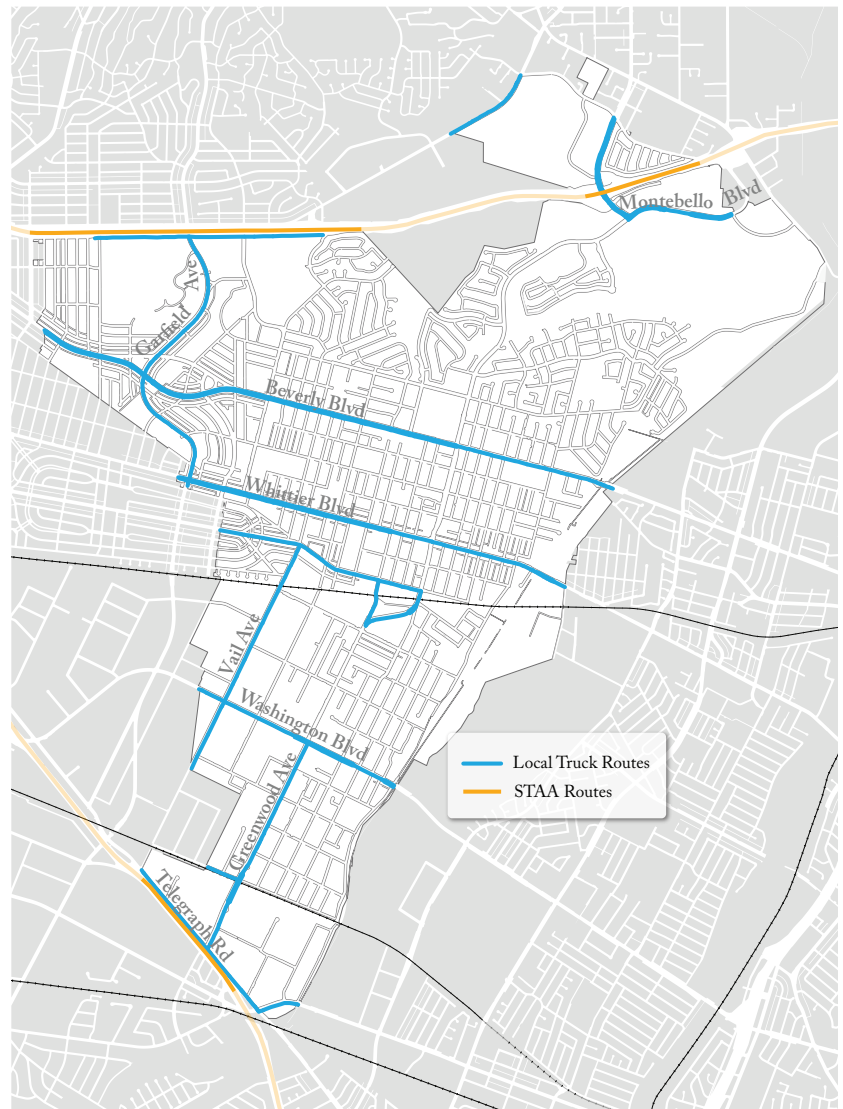 Montebello Blvd
Garfield Ave
Beverly Blvd
Whittier Blvd
Vail Ave
Washington Blvd
Greenwood Ave
Local Truck Routes
STAA Routes
Telegraph Rd